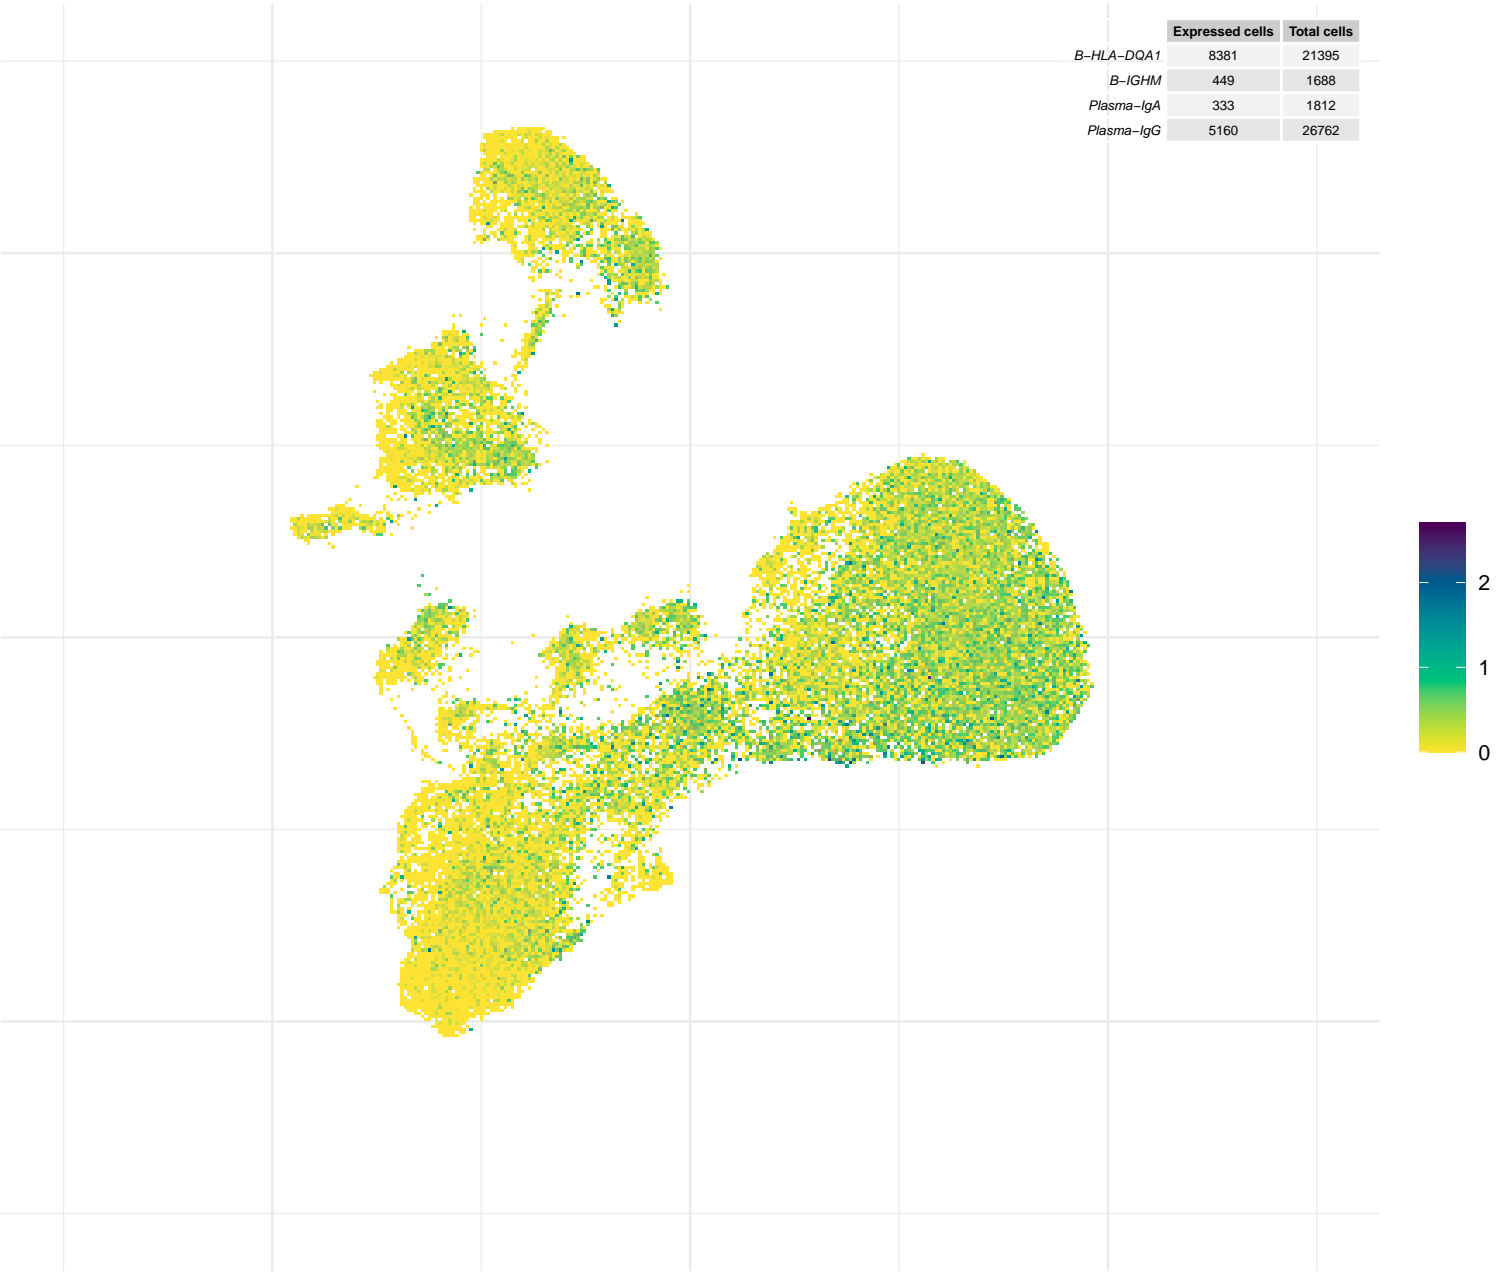 Expressed cells Total cells
B−HLA−DQA1 8381 21395
B−IGHM 449 1688
Plasma−IgA 333 1812
Plasma−IgG 5160 26762
2
1
0